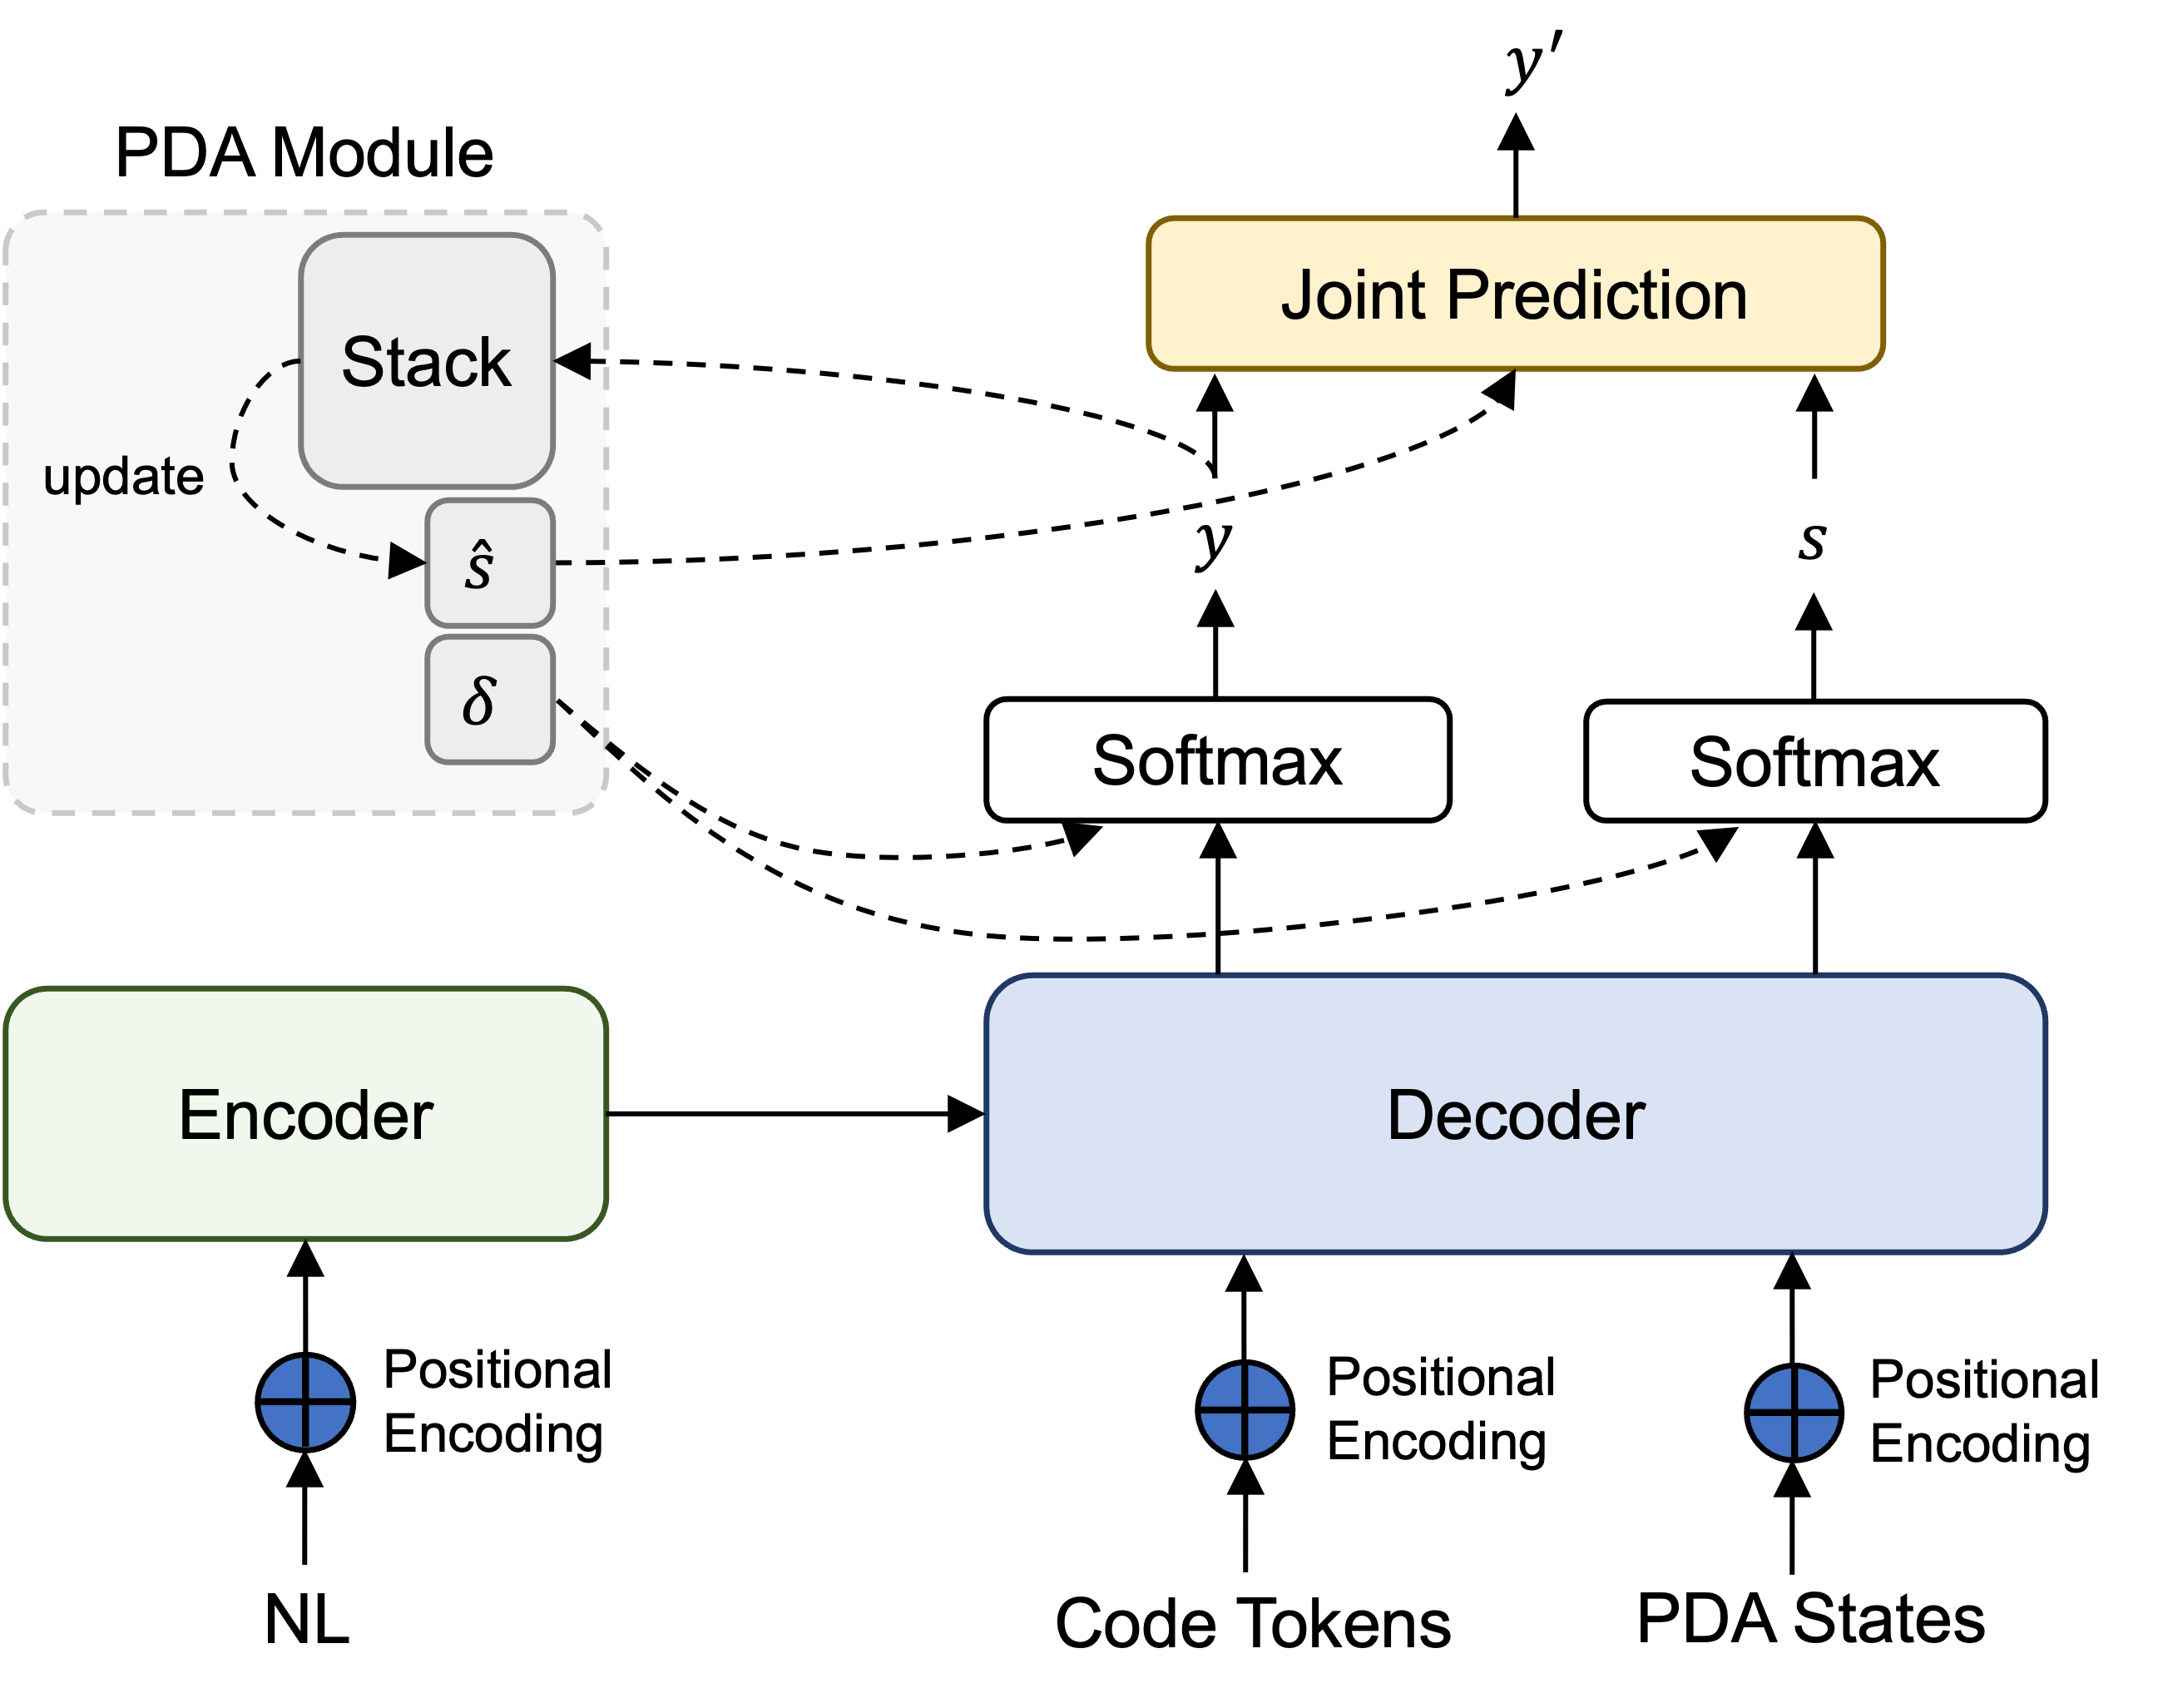 y′
PDA Module
Joint Prediction
Stack
update
ŝ
y
s
δ
Softmax
Softmax
Encoder
Decoder
Positional
Encoding
Positional
Encoding
Positional
Encoding
NL
Code Tokens
PDA States